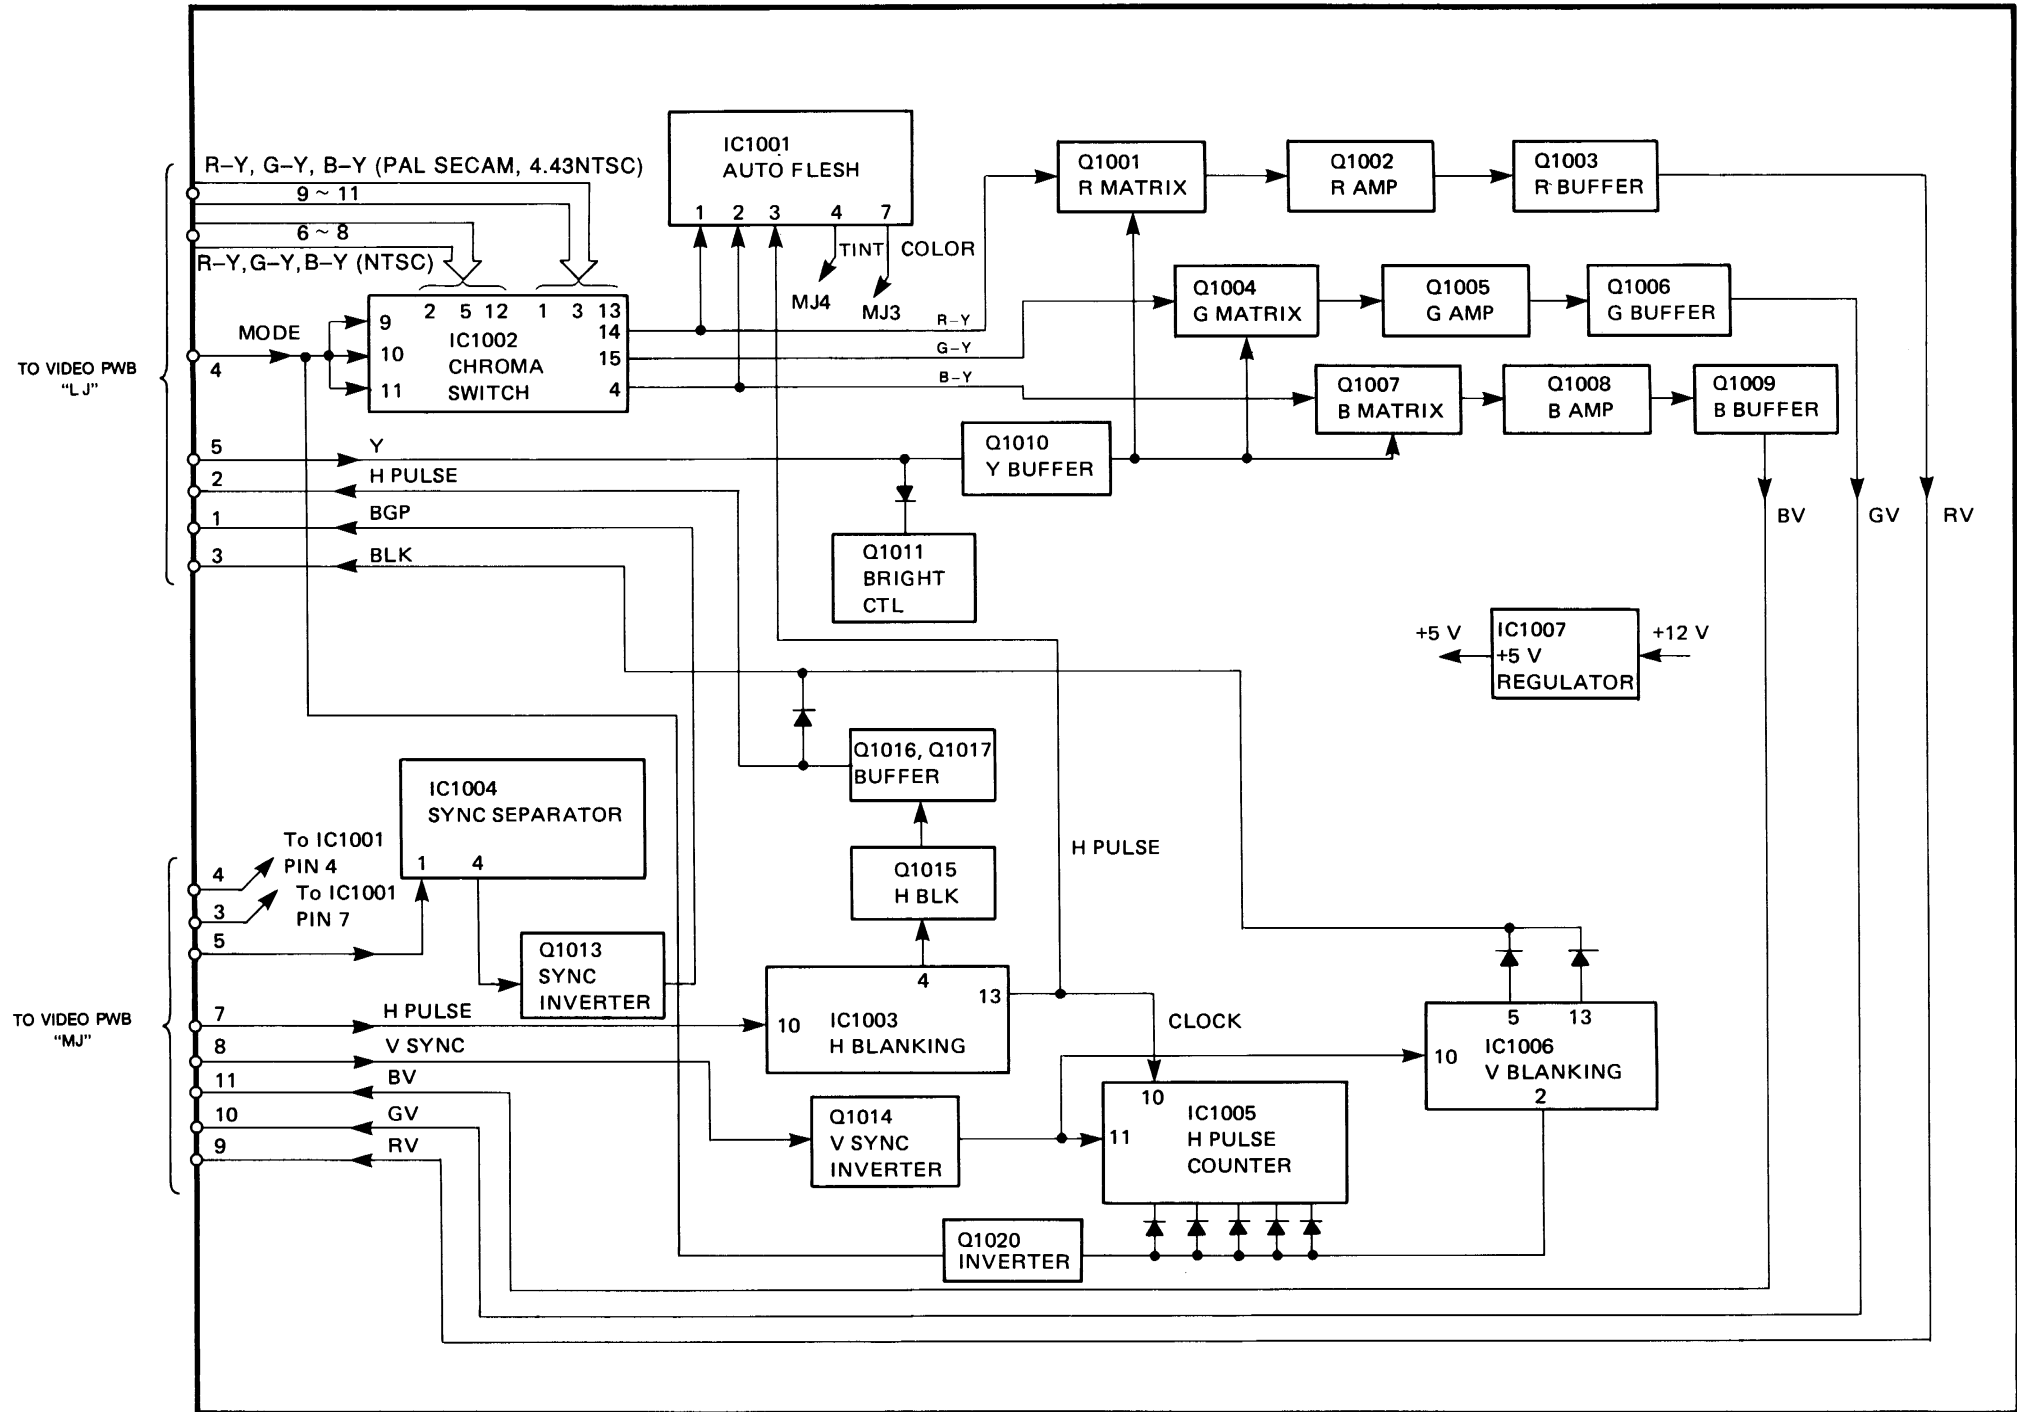 TO VIDEO PWB
"LJ"
R-Y, G-Y, B-Y (PAL SECAM, 4.43NTSC)
9 ~ 11
6 ~ 8
R-Y, G-Y, B-Y (NTSC)
MODE
4
IC1001
AUTO FLESH
1 2 3 4 7
TINT
COLOR
MJ4
MJ3
2 5 12 1 3 13
9
10
11
IC1002
CHROMA
SWITCH
14
15
4
R-Y
G-Y
B-Y
Q1001
R MATRIX
Q1002
R AMP
Q1003
R BUFFER
Q1004
G MATRIX
Q1005
G AMP
Q1006
G BUFFER
Q1007
B MATRIX
Q1008
B AMP
Q1009
B BUFFER
5
Y
2
H PULSE
1
BGP
3
BLK
Q1010
Y BUFFER
Q1011
BRIGHT
CTL
BV
GV
RV
+5 V
IC1007
+5 V
REGULATOR
+12 V
Q1016, Q1017
BUFFER
IC1004
SYNC SEPARATOR
1 4
Q1015
H BLK
H PULSE
TO VIDEO PWB
"MJ"
4
To IC1001
PIN 4
3
To IC1001
PIN 7
5
Q1013
SYNC
INVERTER
7
H PULSE
8
V SYNC
11
BV
10
GV
9
RV
4
13
10
IC1003
H BLANKING
CLOCK
5 13
10
IC1006
V BLANKING
2
Q1014
V SYNC
INVERTER
10
11
IC1005
H PULSE
COUNTER
Q1020
INVERTER